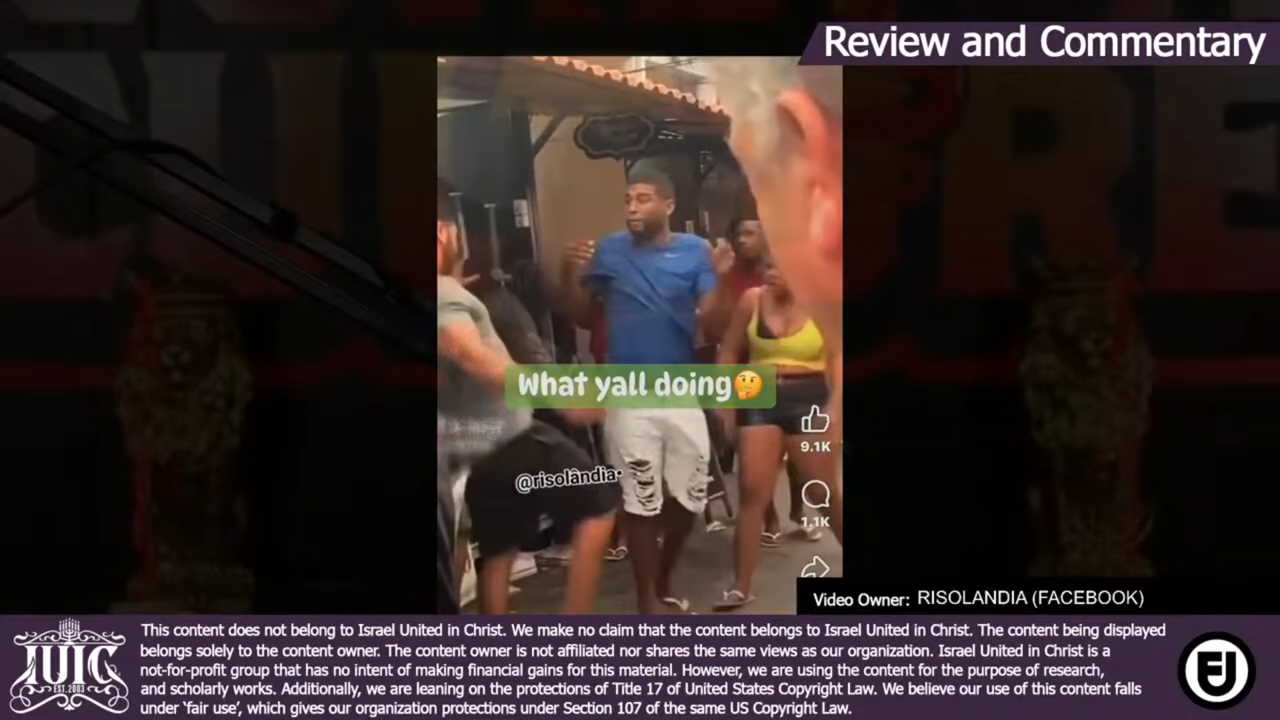 Review and Commentary
What yall doing🤔
@risolândia
9.1K
1.1K
Video Owner: RISOLANDIA (FACEBOOK)
IUIC
EST. 2003
This content does not belong to Israel United in Christ. We make no claim that the content belongs to Israel United in Christ. The content being displayed
belongs solely to the content owner. The content owner is not affiliated nor shares the same views as our organization. Israel United in Christ is a
not-for-profit group that has no intent of making financial gains for this material. However, we are using the content for the purpose of research,
and scholarly works. Additionally, we are leaning on the protections of Title 17 of United States Copyright Law. We believe our use of this content falls
under 'fair use', which gives our organization protections under Section 107 of the same US Copyright Law.